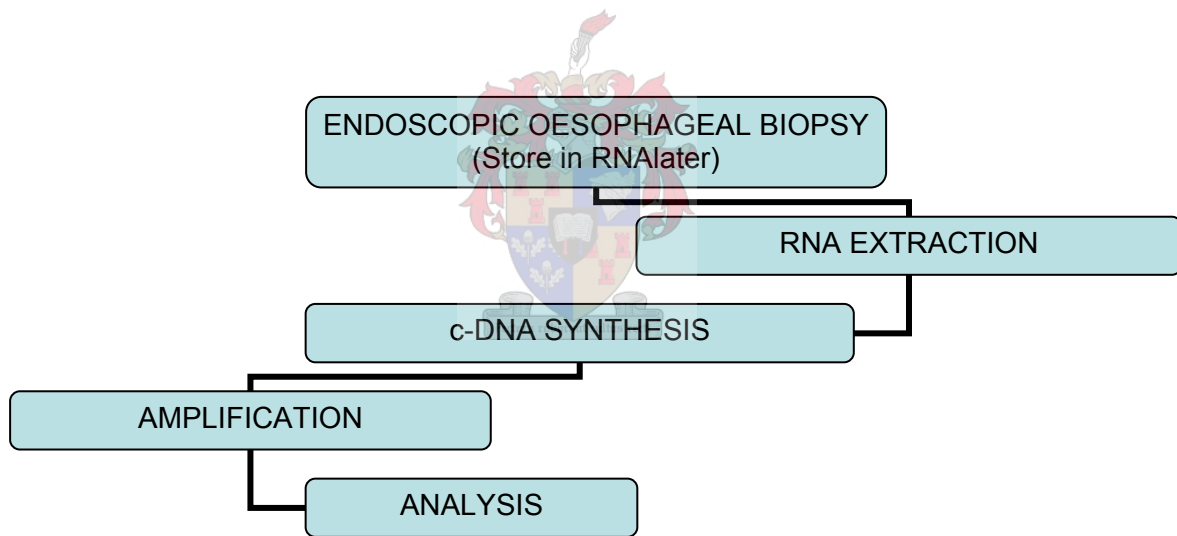 ENDOSCOPIC OESOPHAGEAL BIOPSY
(Store in RNAlater)
RNA EXTRACTION
c-DNA SYNTHESIS
AMPLIFICATION
ANALYSIS